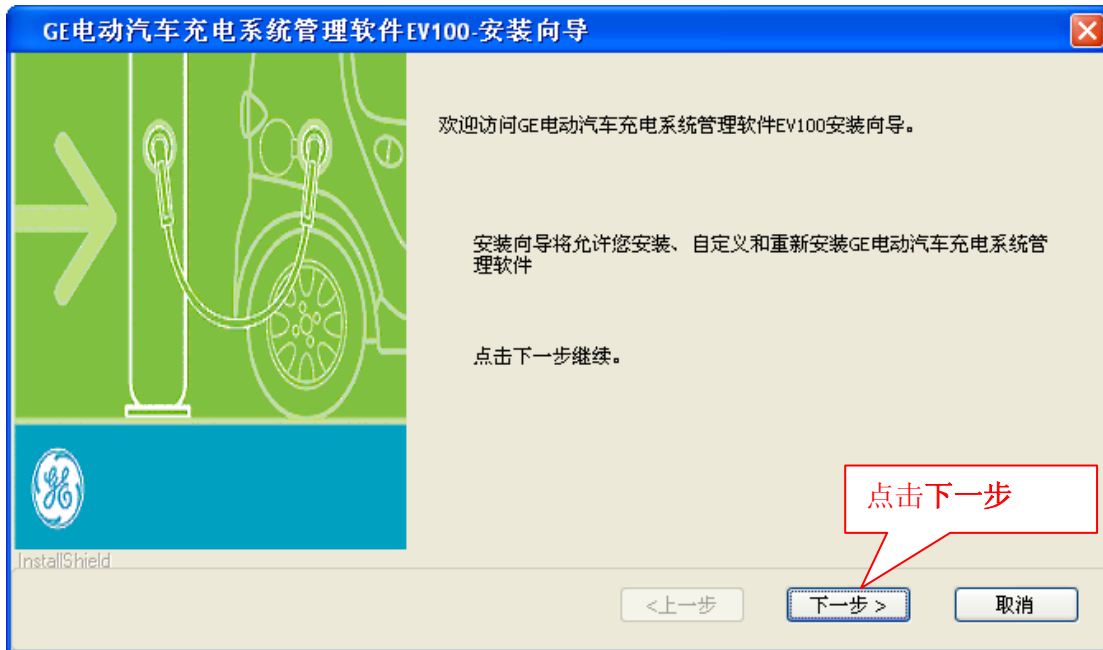 GE电动汽车充电系统管理软件EV100-安装向导
欢迎访问GE电动汽车充电系统管理软件EV100安装向导。
安装向导将允许您安装、自定义和重新安装GE电动汽车充电系统管
理软件
点击下一步继续。
点击下一步
GE
InstallShield
<上一步
下一步 >
取消